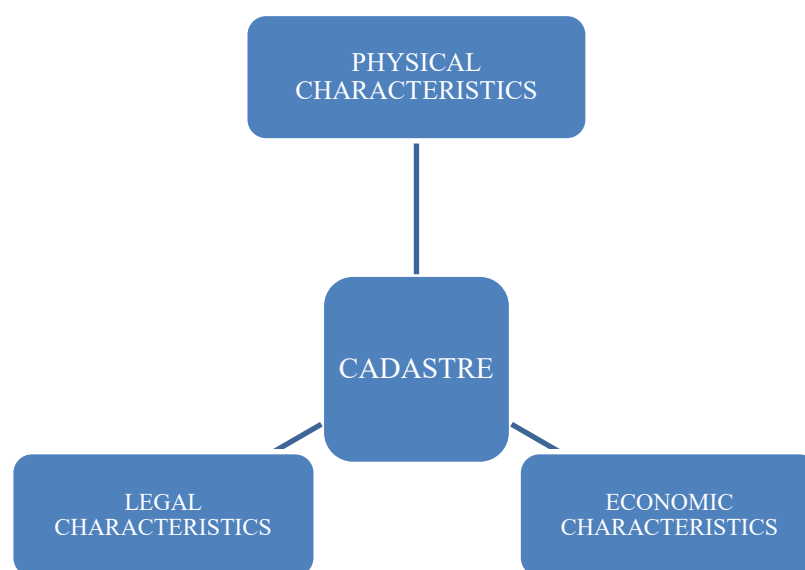 PHYSICAL
CHARACTERISTICS
CADASTRE
LEGAL
CHARACTERISTICS
ECONOMIC
CHARACTERISTICS